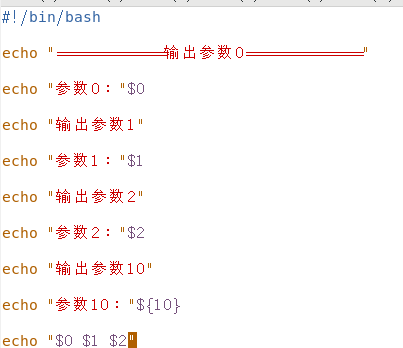 #!/bin/bash
echo "==============输出参数0==============="
echo "参数0："$0
echo "输出参数1"
echo "参数1："$1
echo "输出参数2"
echo "参数2："$2
echo "输出参数10"
echo "参数10："${10}
echo "$0 $1 $2"